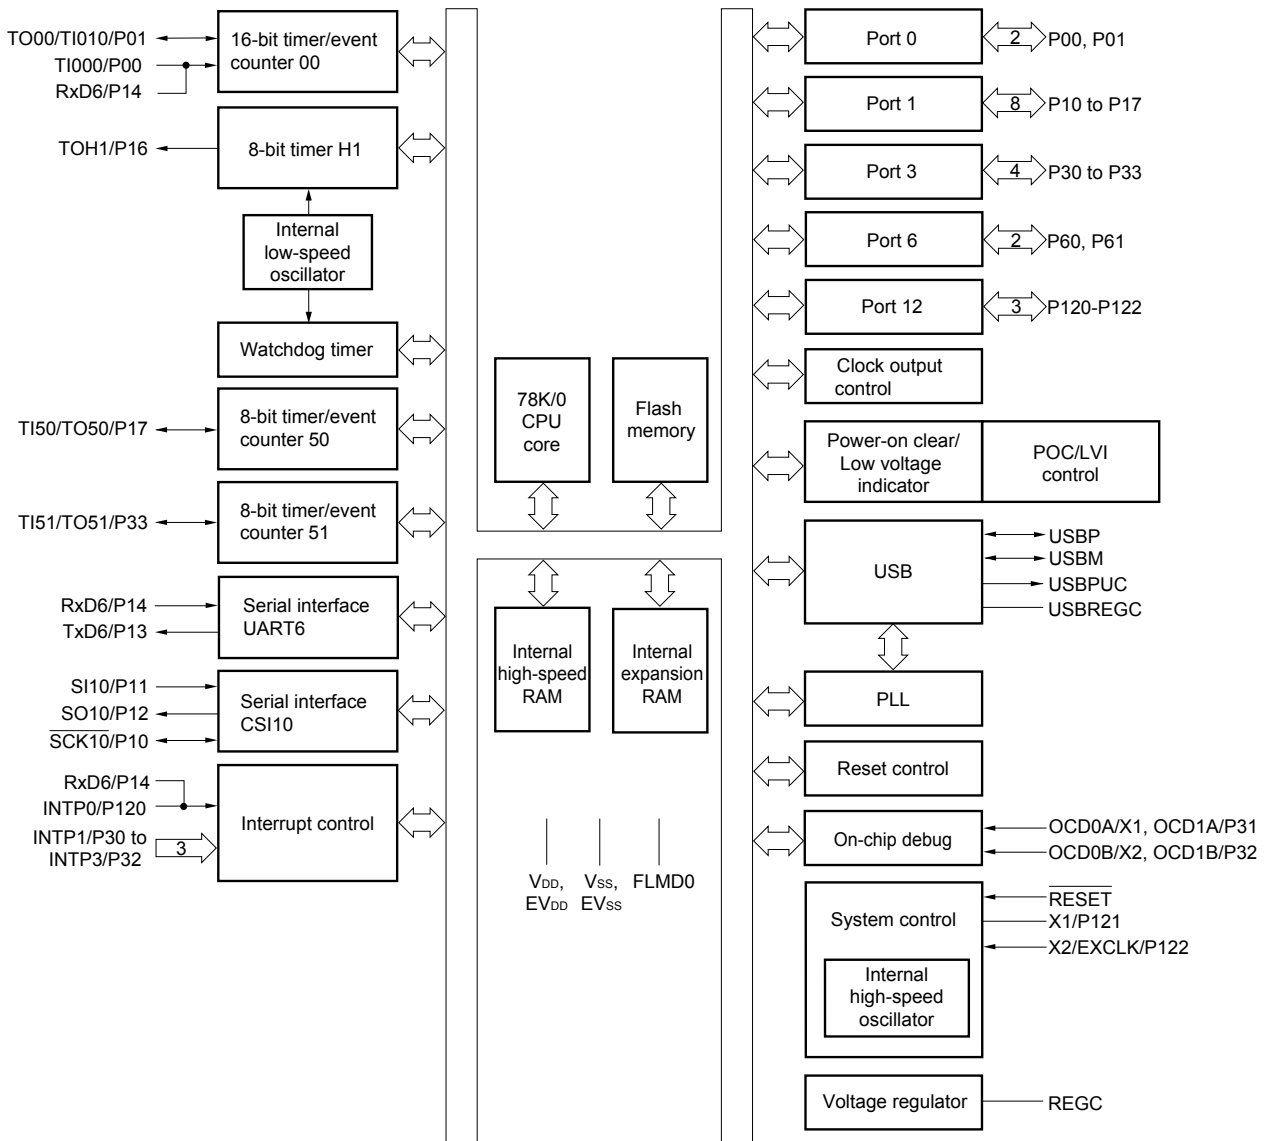 TO00/TI010/P01
TI000/P00
RxD6/P14
16-bit timer/event
counter 00
TOH1/P16
8-bit timer H1
Internal
low-speed
oscillator
Watchdog timer
TI50/TO50/P17
8-bit timer/event
counter 50
TI51/TO51/P33
8-bit timer/event
counter 51
RxD6/P14
TxD6/P13
Serial interface
UART6
SI10/P11
SO10/P12
SCK10/P10
Serial interface
CSI10
RxD6/P14
INTP0/P120
INTP1/P30 to
INTP3/P32
3
Interrupt control
78K/0
CPU
core
Flash
memory
Internal
high-speed
RAM
Internal
expansion
RAM
VDD,
EVDD
VSS,
EVSS
FLMD0
Port 0
2
P00, P01
Port 1
8
P10 to P17
Port 3
4
P30 to P33
Port 6
2
P60, P61
Port 12
3
P120-P122
Clock output
control
Power-on clear/
Low voltage
indicator
POC/LVI
control
USB
USBP
USBM
USBPUC
USBREGC
PLL
Reset control
On-chip debug
OCD0A/X1, OCD1A/P31
OCD0B/X2, OCD1B/P32
System control
RESET
X1/P121
X2/EXCLK/P122
Internal
high-speed
oscillator
Voltage regulator
REGC